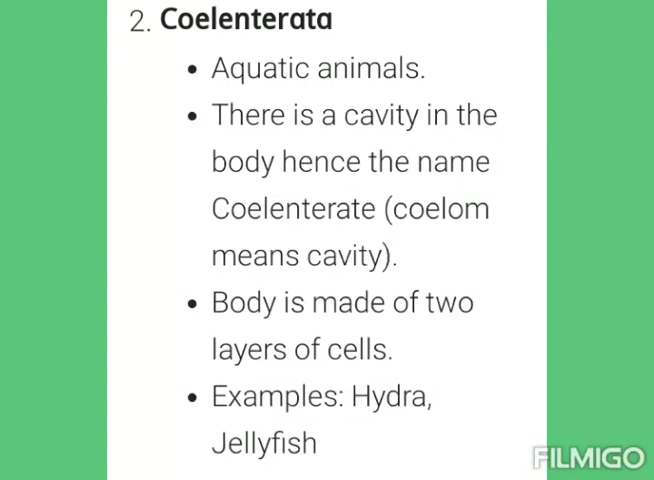 2. Coelenterata
• Aquatic animals.
• There is a cavity in the
body hence the name
Coelenterate (coelom
means cavity).
• Body is made of two
layers of cells.
• Examples: Hydra,
Jellyfish
FILMIGO